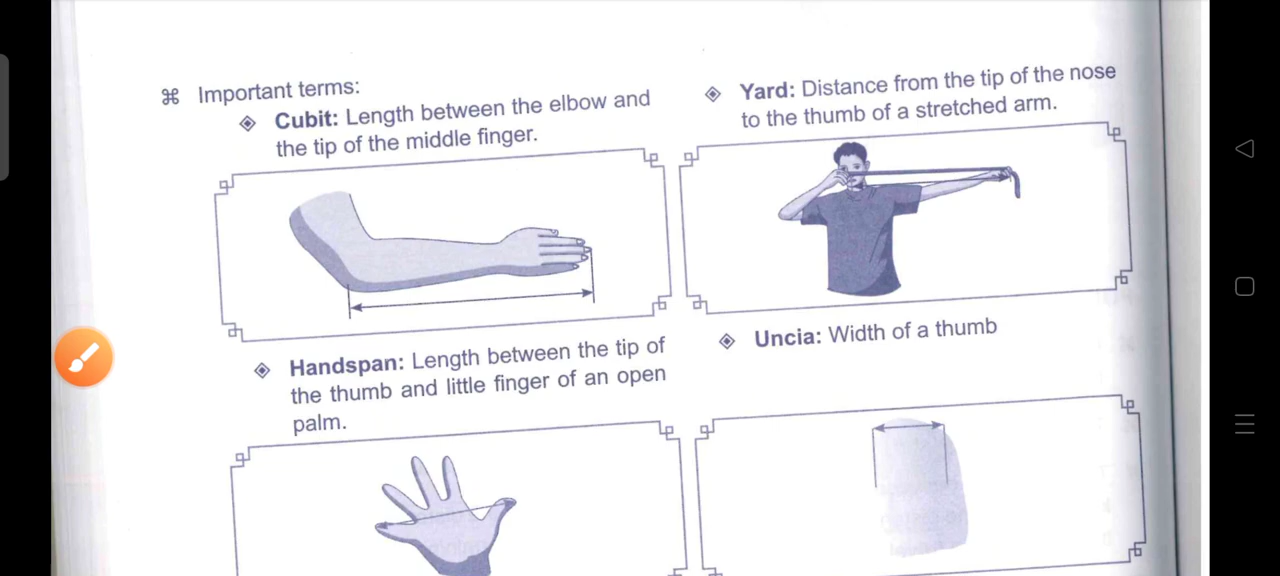 ⌘ Important terms:
◈ Cubit: Length between the elbow and
the tip of the middle finger.
◈ Yard: Distance from the tip of the nose
to the thumb of a stretched arm.
◈ Handspan: Length between the tip of
the thumb and little finger of an open
palm.
◈ Uncia: Width of a thumb